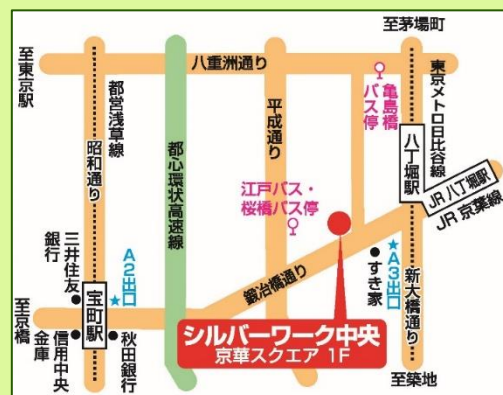 至茅場町
至東京駅
八重洲通り
亀島橋
バス停
都営浅草線
昭和通り
都心環状高速線
平成通り
東京メトロ日比谷線
八丁堀駅
JR 八丁堀駅
JR 京葉線
江戸バス・
桜橋バス停
三井住友
銀行
A2出口
宝町駅
鍛冶橋通り
すき家
A3出口
新大橋通り
至京橋
信用中央
金庫
秋田銀行
シルバーワーク中央
京華スクエア 1F
至築地